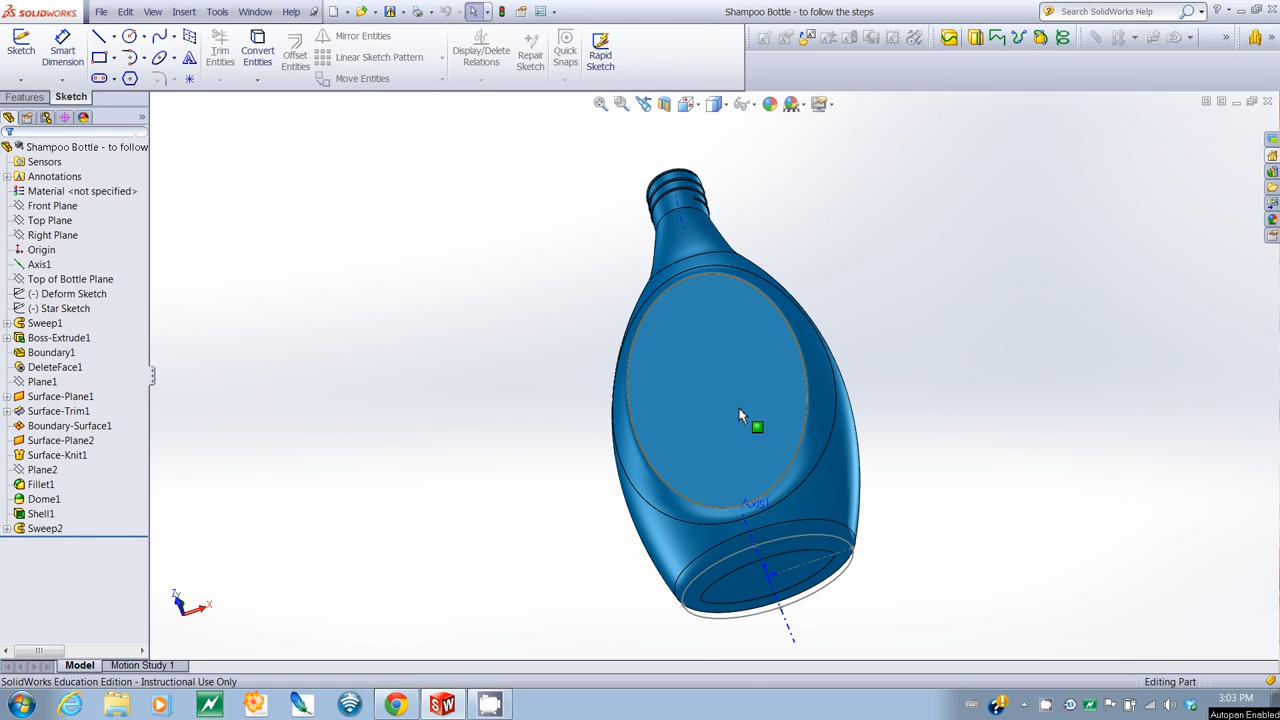 SOLIDWORKS
File Edit View Insert Tools Window Help
Shampoo Bottle - to follow the steps
Search SolidWorks Help
Sketch
Smart Dimension
Trim Entities
Convert Entities
Offset Entities
Mirror Entities
Linear Sketch Pattern
Move Entities
Display/Delete Relations
Repair Sketch
Quick Snaps
Rapid Sketch
Features Sketch
Shampoo Bottle - to follow
Sensors
Annotations
Material <not specified>
Front Plane
Top Plane
Right Plane
Origin
Axis1
Top of Bottle Plane
(-) Deform Sketch
(-) Star Sketch
Sweep1
Boss-Extrude1
Boundary1
DeleteFace1
Plane1
Surface-Plane1
Surface-Trim1
Boundary-Surface1
Surface-Plane2
Surface-Knit1
Plane2
Fillet1
Dome1
Shell1
Sweep2
Axis1
Z Y X
Model Motion Study 1
SolidWorks Education Edition - Instructional Use Only
Editing Part
3:03 PM
Autopan Enabled